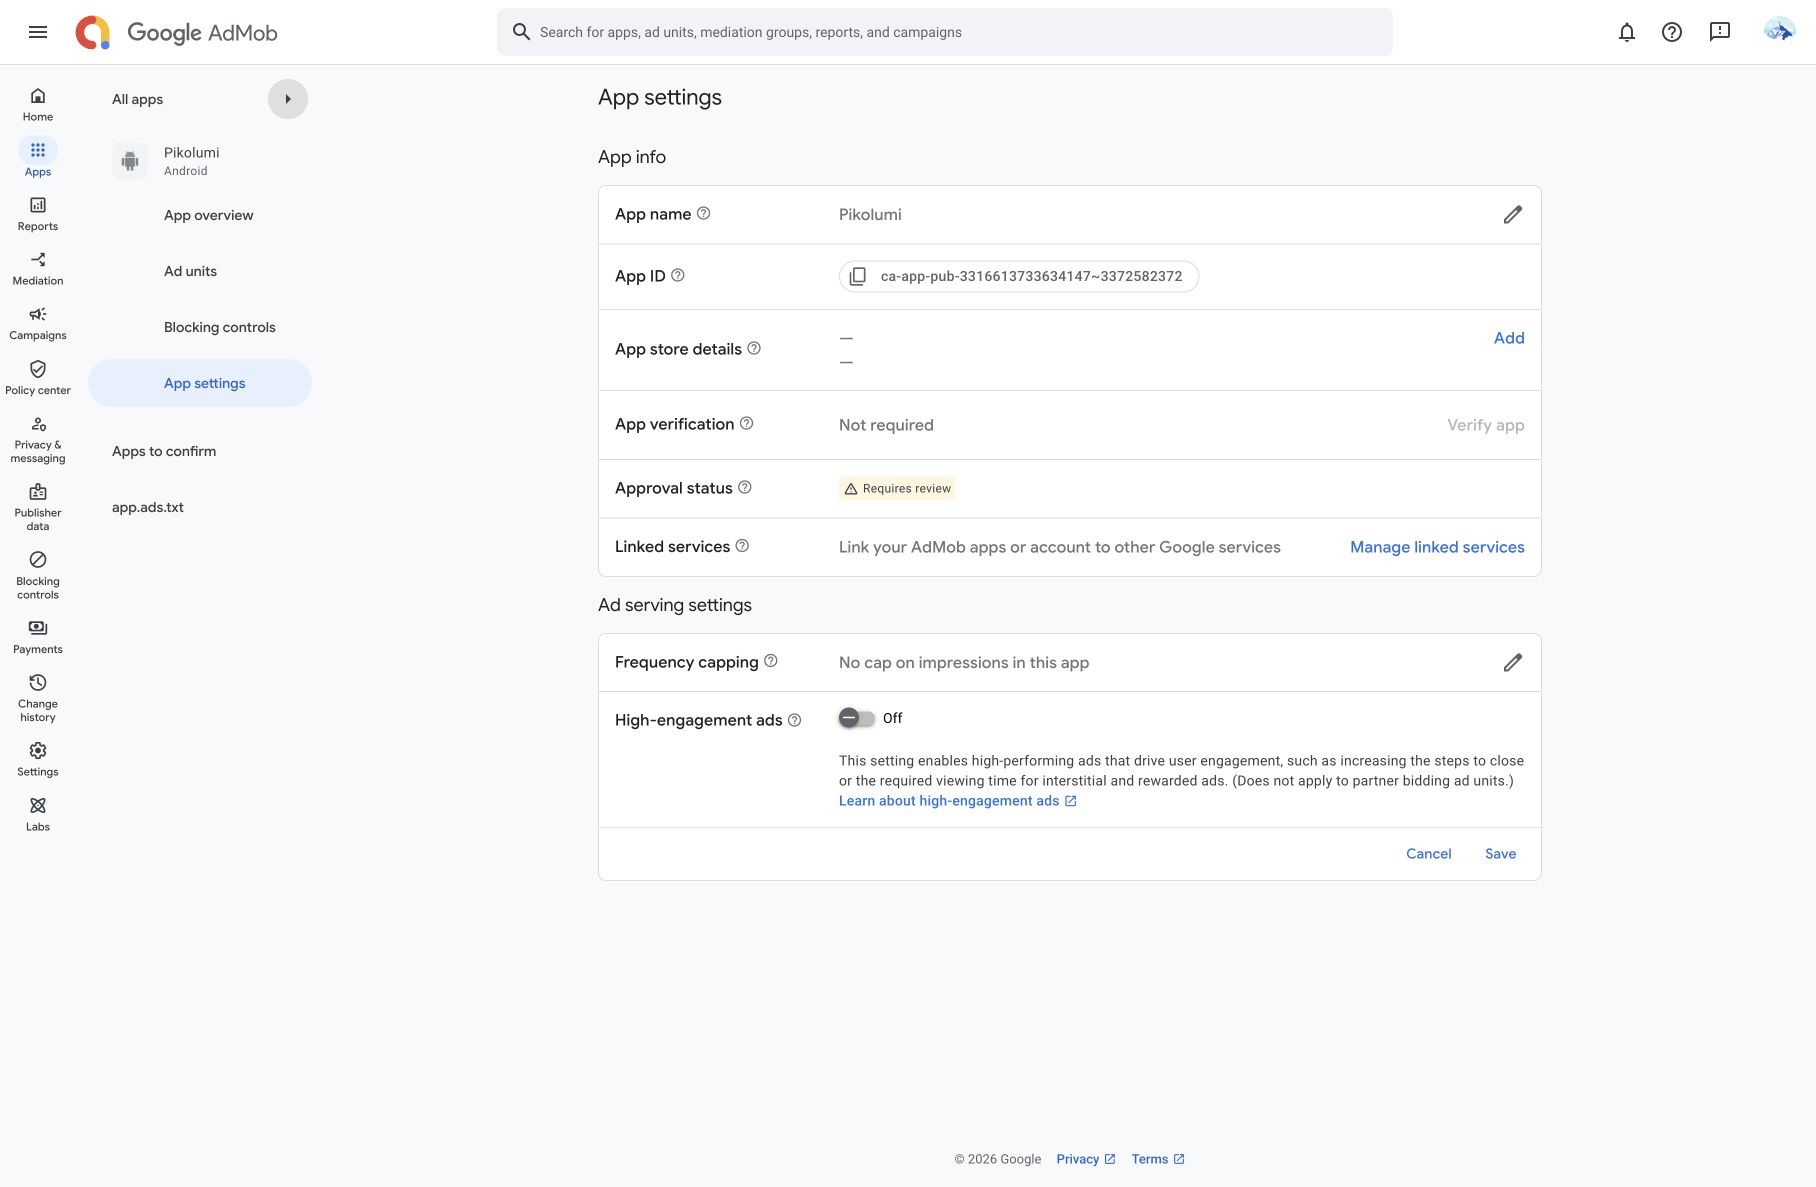 Google AdMob
Search for apps, ad units, mediation groups, reports, and campaigns
Home
Apps
Reports
Mediation
Campaigns
Policy center
Privacy &
messaging
Publisher
data
Blocking
controls
Payments
Change
history
Settings
Labs
All apps
Pikolumi
Android
App overview
Ad units
Blocking controls
App settings
Apps to confirm
app.ads.txt
App settings
App info
App name
Pikolumi
App ID
ca-app-pub-3316613733634147~3372582372
App store details
—
—
Add
App verification
Not required
Verify app
Approval status
Requires review
Linked services
Link your AdMob apps or account to other Google services
Manage linked services
Ad serving settings
Frequency capping
No cap on impressions in this app
High-engagement ads
Off
This setting enables high-performing ads that drive user engagement, such as increasing the steps to close
or the required viewing time for interstitial and rewarded ads. (Does not apply to partner bidding ad units.)
Learn about high-engagement ads
Cancel
Save
© 2026 Google
Privacy
Terms